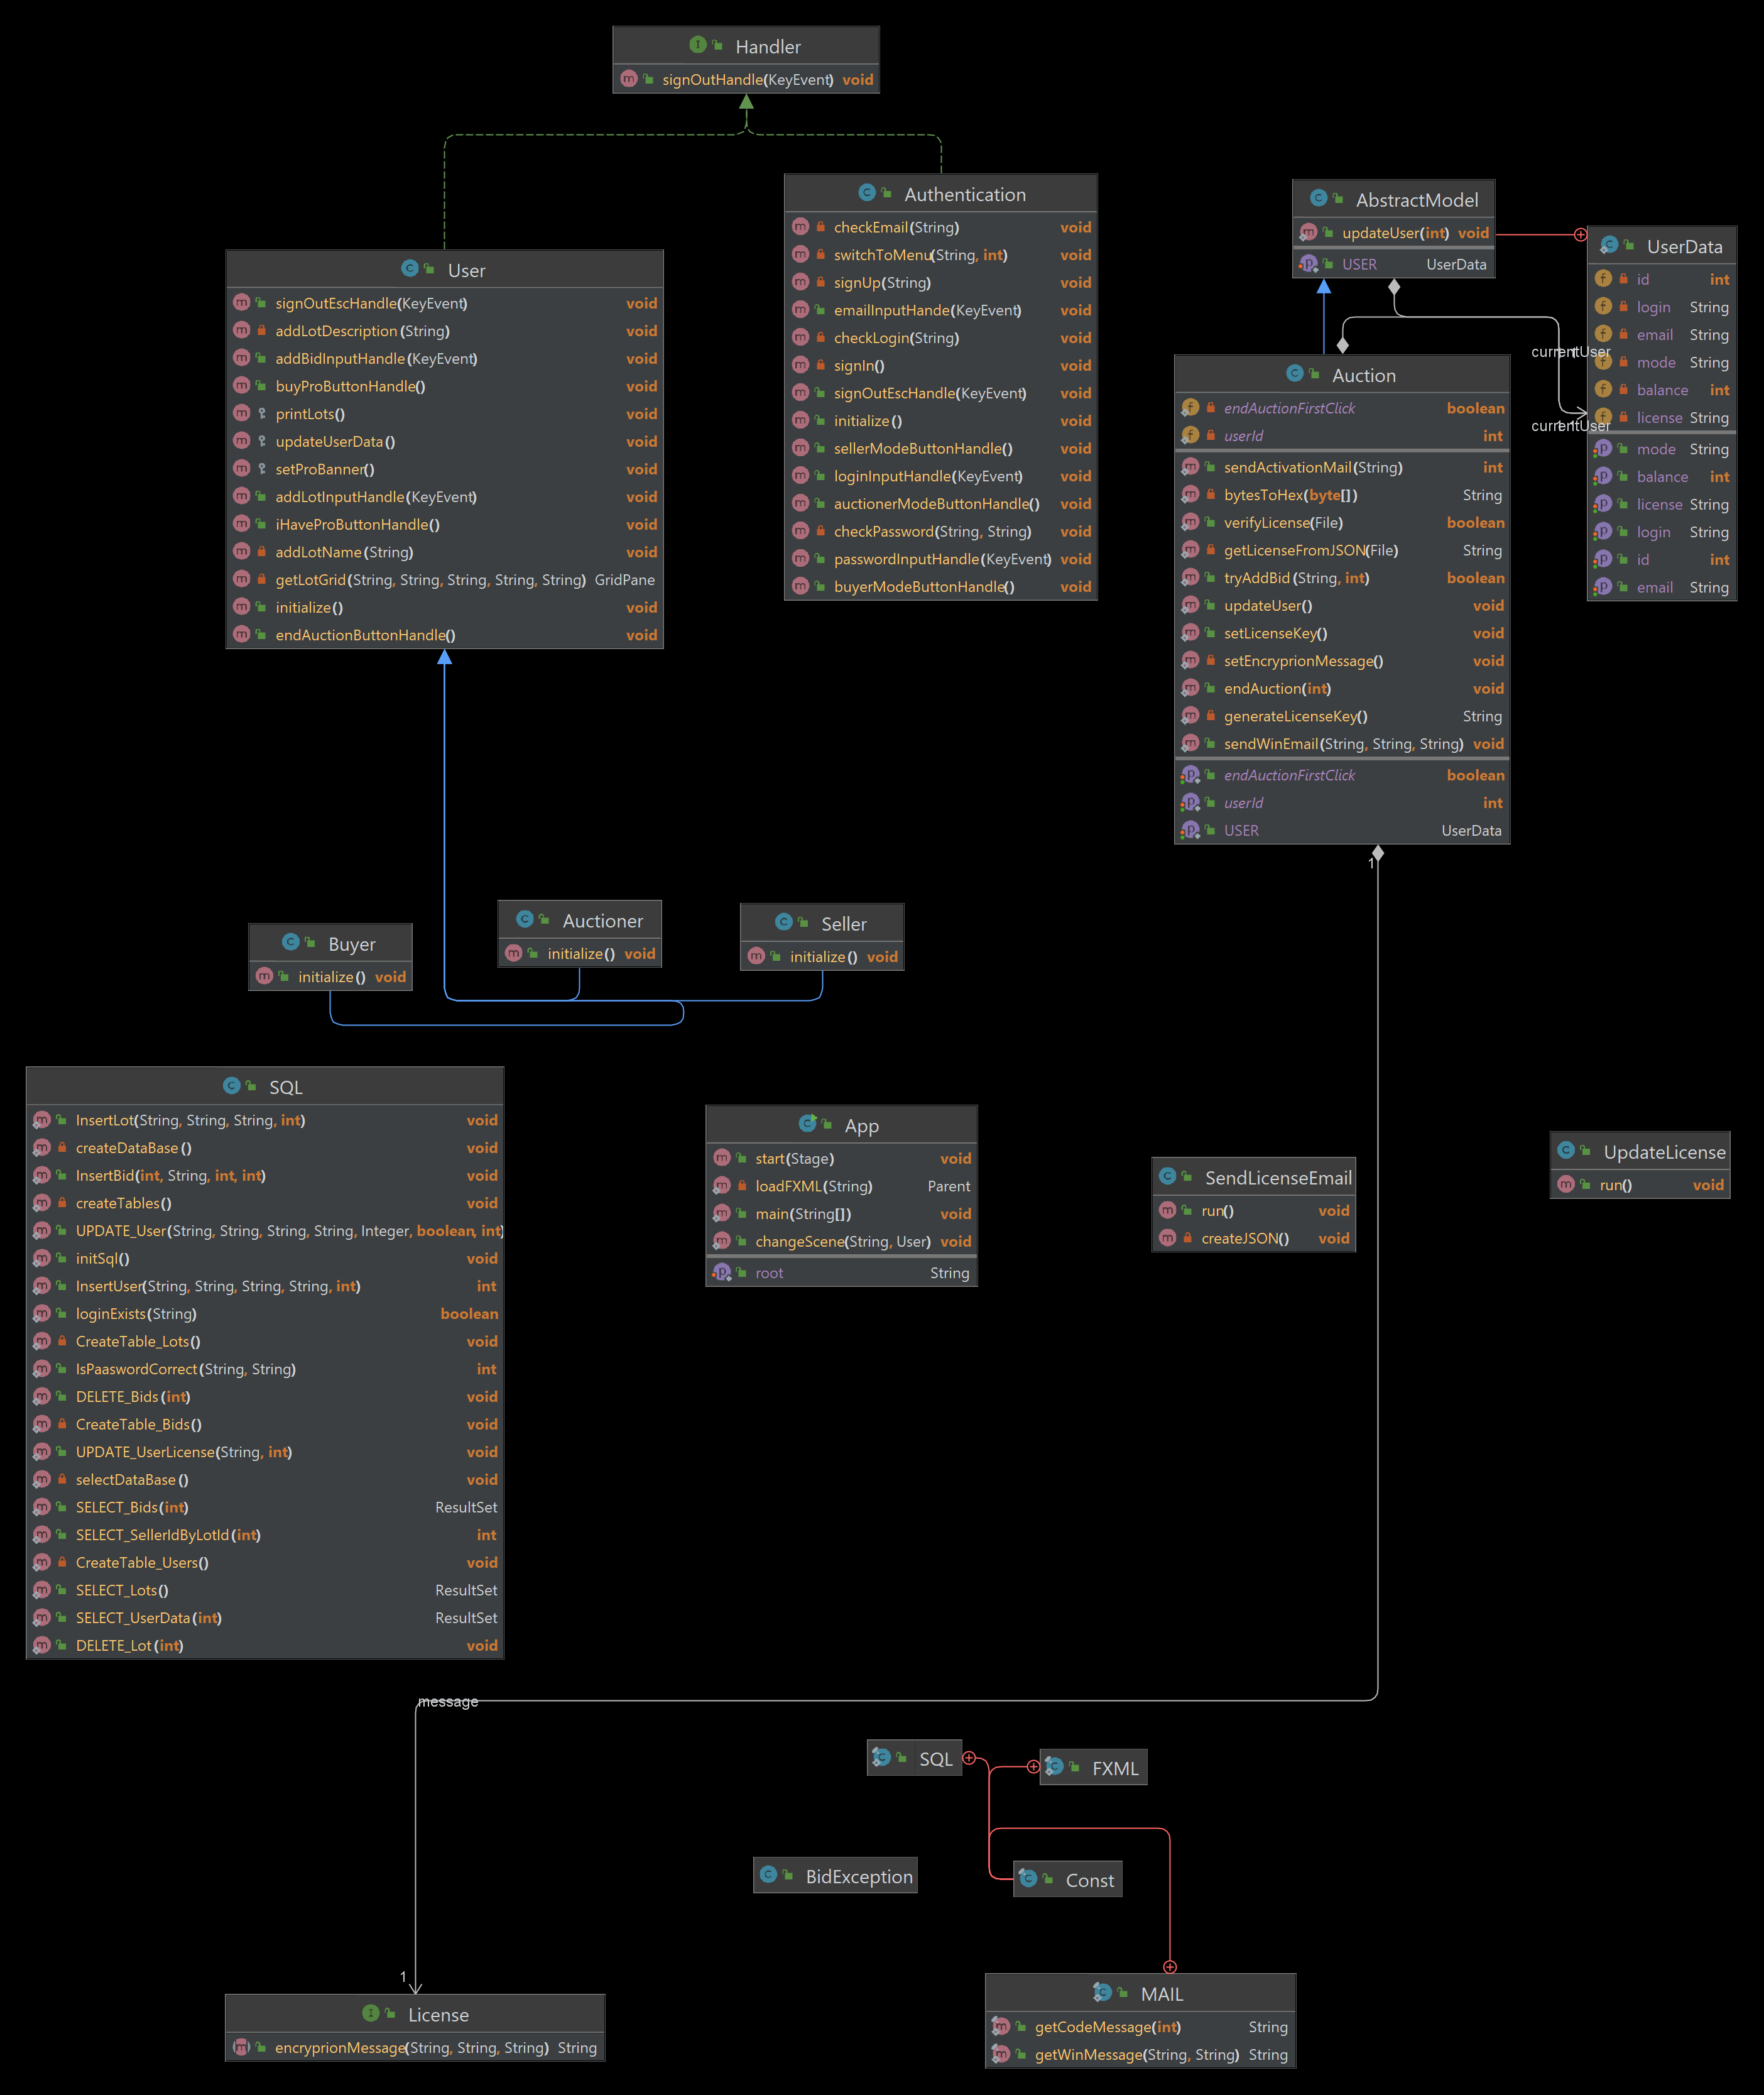 Handler
signOutHandle(KeyEvent) void
User
signOutEscHandle(KeyEvent) void
addLotDescription(String) void
addBidInputHandle(KeyEvent) void
buyProButtonHandle() void
printLots() void
updateUserData() void
setProBanner() void
addLotInputHandle(KeyEvent) void
iHaveProButtonHandle() void
addLotName(String) void
getLotGrid(String, String, String, String, String) GridPane
initialize() void
endAuctionButtonHandle() void
Authentication
checkEmail(String) void
switchToMenu(String, int) void
signUp(String) void
emailInputHande(KeyEvent) void
checkLogin(String) void
signIn() void
signOutEscHandle(KeyEvent) void
initialize() void
sellerModeButtonHandle() void
loginInputHandle(KeyEvent) void
auctionerModeButtonHandle() void
checkPassword(String, String) void
passwordInputHandle(KeyEvent) void
buyerModeButtonHandle() void
AbstractModel
updateUser(int) void
USER UserData
UserData
id int
login String
email String
mode String
balance int
license String
mode String
balance int
license String
login String
id int
email String
currentUser
currentUser
Auction
endAuctionFirstClick boolean
userId int
sendActivationMail(String) int
bytesToHex(byte[]) String
verifyLicense(File) boolean
getLicenseFromJSON(File) String
tryAddBid(String, int) boolean
updateUser() void
setLicenseKey() void
setEncryprionMessage() void
endAuction(int) void
generateLicenseKey() String
sendWinEmail(String, String, String) void
endAuctionFirstClick boolean
userId int
USER UserData
1
Buyer
initialize() void
Auctioner
initialize() void
Seller
initialize() void
SQL
InsertLot(String, String, String, int) void
createDataBase() void
InsertBid(int, String, int, int) void
createTables() void
UPDATE_User(String, String, String, String, Integer, boolean, int)
initSql() void
InsertUser(String, String, String, String, int) int
loginExists(String) boolean
CreateTable_Lots() void
IsPaaswordCorrect(String, String) int
DELETE_Bids(int) void
CreateTable_Bids() void
UPDATE_UserLicense(String, int) void
selectDataBase() void
SELECT_Bids(int) ResultSet
SELECT_SellerIdByLotId(int) int
CreateTable_Users() void
SELECT_Lots() ResultSet
SELECT_UserData(int) ResultSet
DELETE_Lot(int) void
App
start(Stage) void
loadFXML(String) Parent
main(String[]) void
changeScene(String, User) void
root String
SendLicenseEmail
run() void
createJSON() void
UpdateLicense
run() void
message
SQL
FXML
BidException
Const
1
License
encryprionMessage(String, String, String) String
MAIL
getCodeMessage(int) String
getWinMessage(String, String) String